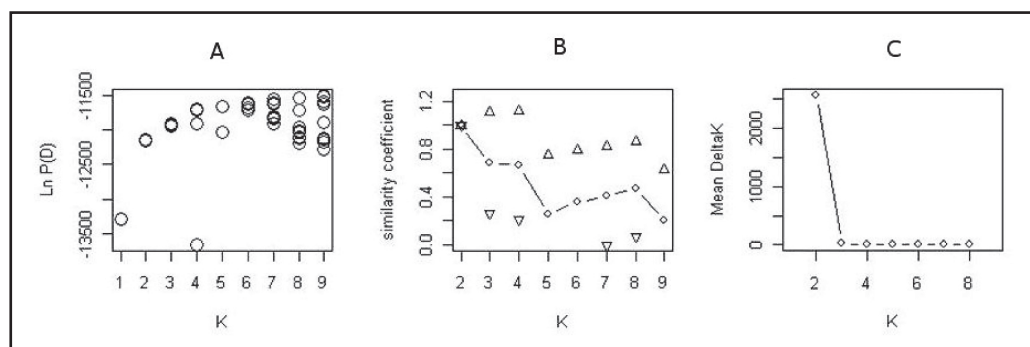 A
Ln P(D)
-11500
-12500
-13500
1 2 3 4 5 6 7 8 9
K
B
similarity coefficient
1.2
0.8
0.4
0.0
2 3 4 5 6 7 8 9
K
C
Mean DeltaK
2000
1000
0
2 4 6 8
K